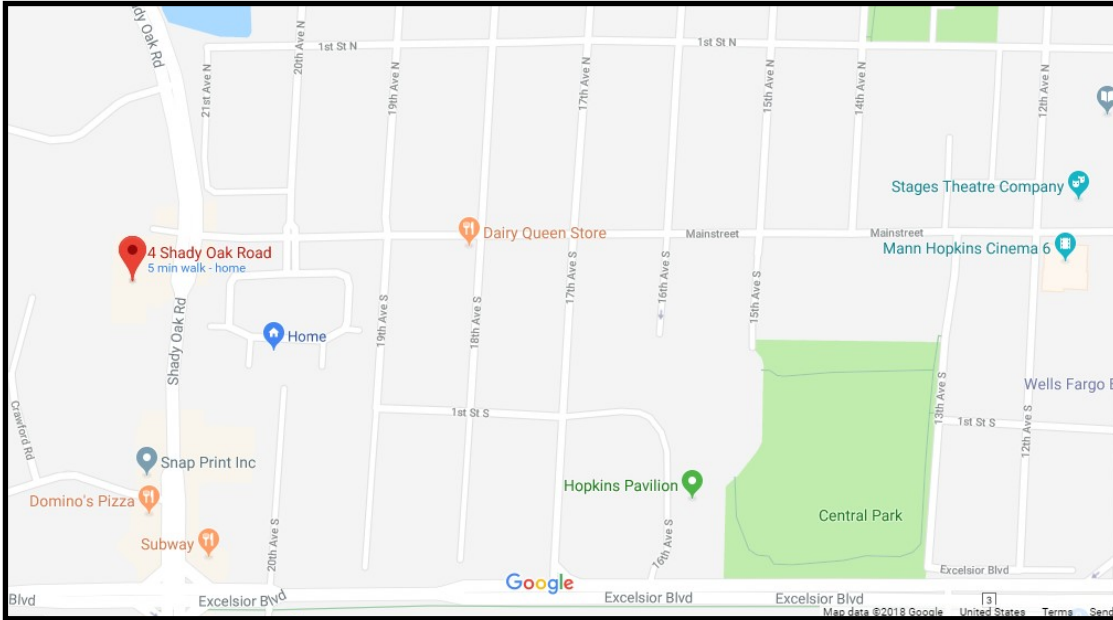 ady Oak Rd
20th Ave N
1st St N
1st St N
21st Ave N
19th Ave N
17th Ave N
15th Ave N
14th Ave N
12th Ave N
Stages Theatre Company
Dairy Queen Store
Mainstreet
Mainstreet
Mann Hopkins Cinema 6
4 Shady Oak Road
5 min walk - home
17th Ave S
16th Ave S
15th Ave S
Shady Oak Rd
Home
19th Ave S
18th Ave S
Wells Fargo B
13th Ave S
12th Ave S
Crawford Rd
1st St S
1st St S
Snap Print Inc
Hopkins Pavilion
Domino's Pizza
Central Park
Subway
20th Ave S
16th Ave S
Excelsior Blvd
Google
Blvd
Excelsior Blvd
Excelsior Blvd
Excelsior Blvd
3
Map data ©2018 Google United States Terms Send